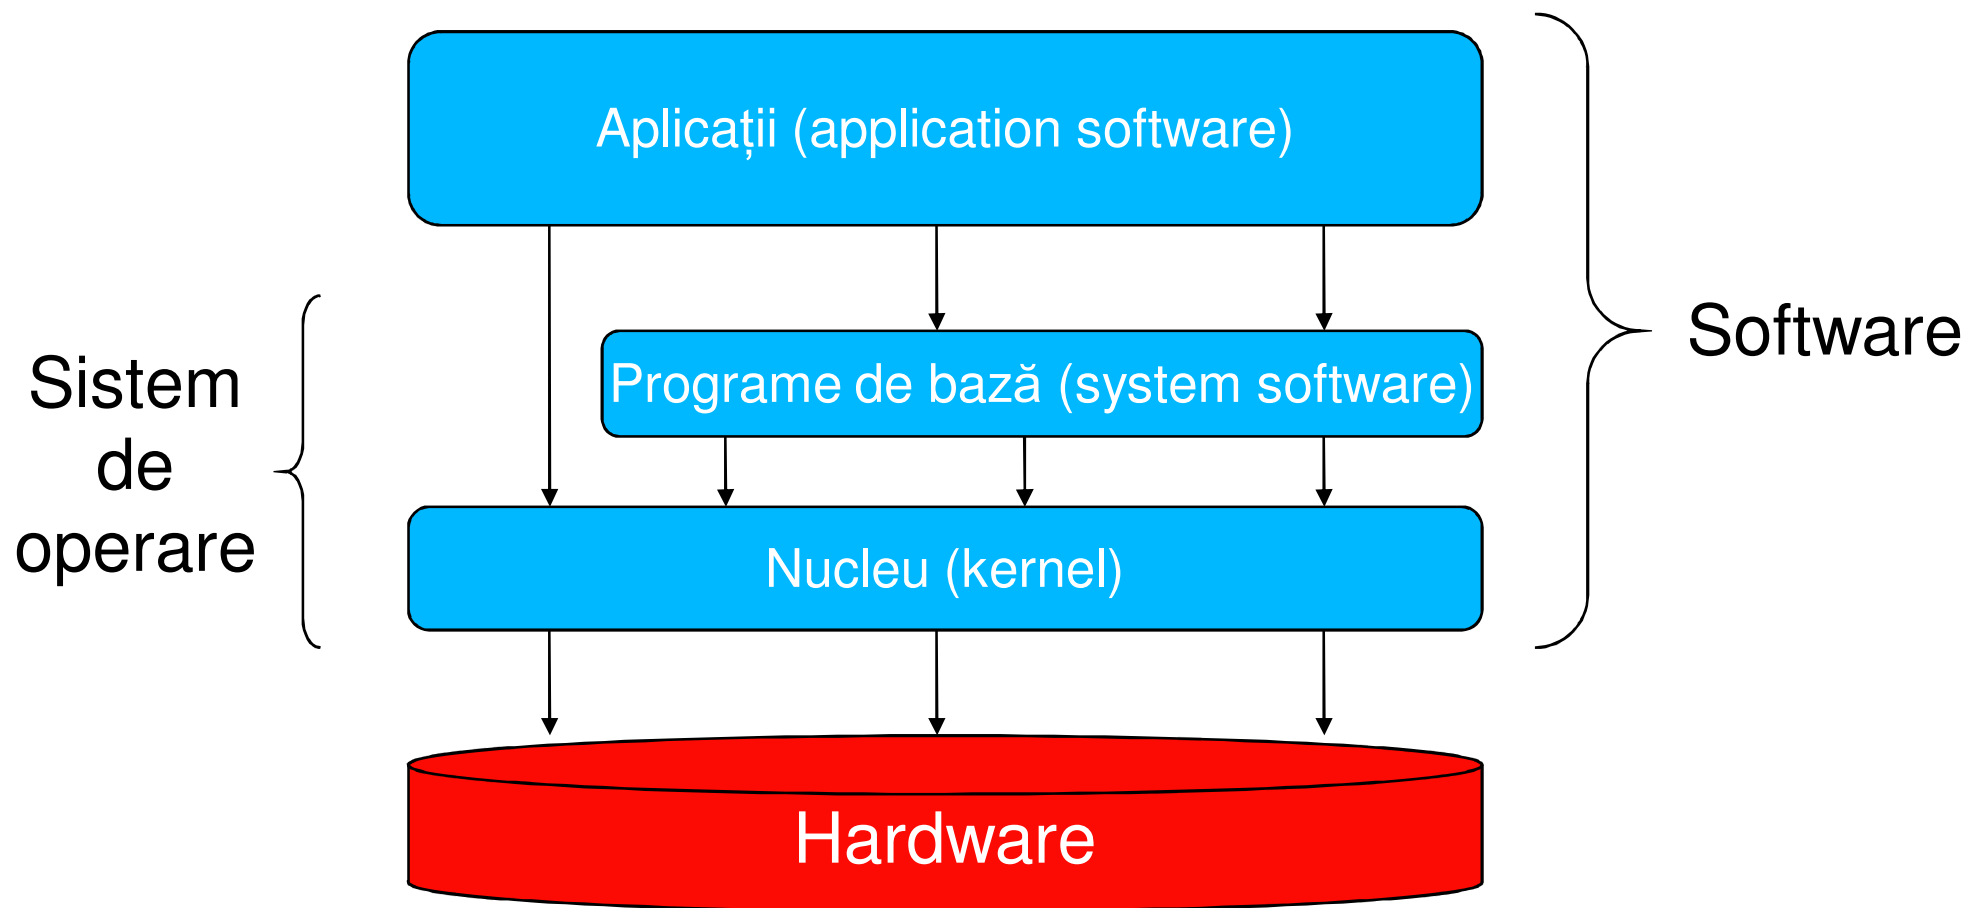 Aplicații (application software)
Software
Sistem
de
operare
Programe de bază (system software)
Nucleu (kernel)
Hardware